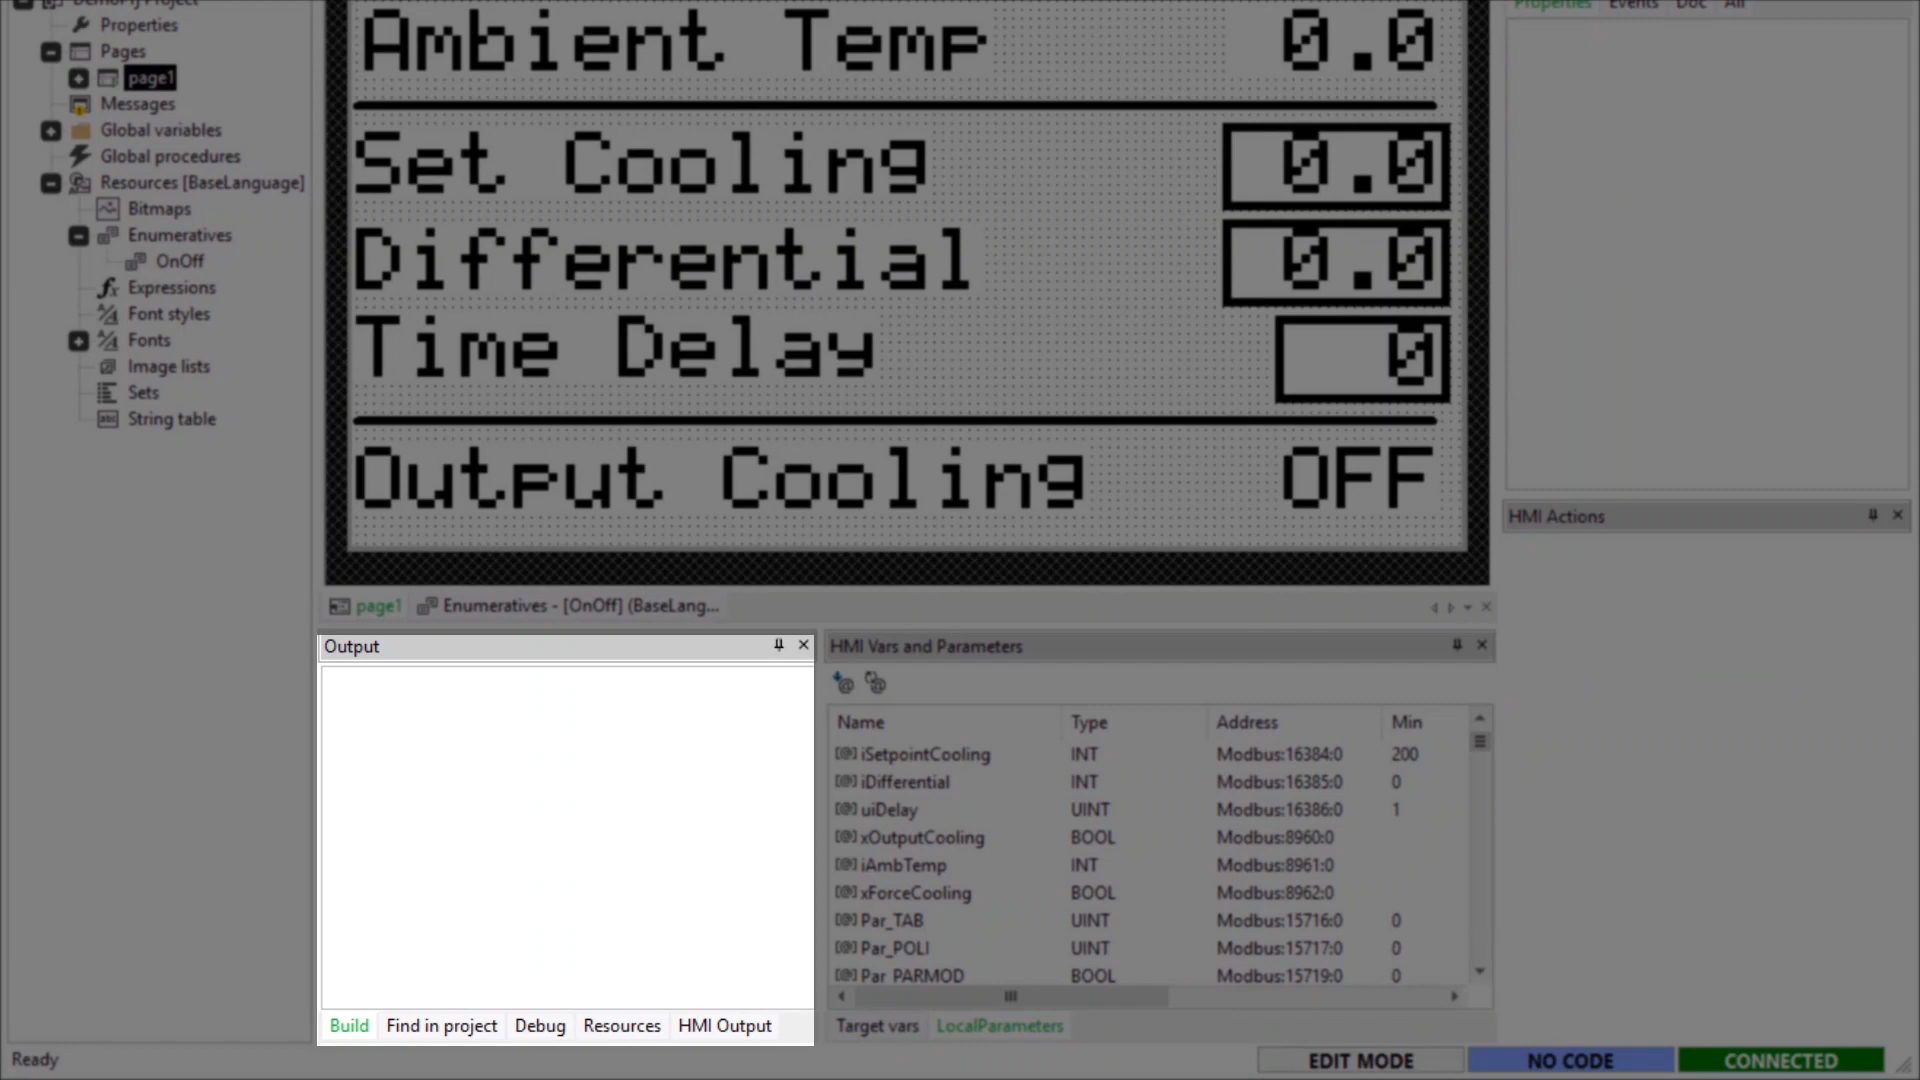 DemoPlj Project
Properties
Pages
page1
Messages
Global variables
Global procedures
Resources [BaseLanguage]
Bitmaps
Enumeratives
OnOff
Expressions
Font styles
Fonts
Image lists
Sets
String table
Ambient Temp 0.0
Set Cooling 0.0
Differential 0.0
Time Delay 0
Output Cooling OFF
page1 Enumeratives - [OnOff] (BaseLang...
Properties Events Doc All
HMI Actions
Output
Build Find in project Debug Resources HMI Output
HMI Vars and Parameters
Name Type Address Min
iSetpointCooling INT Modbus:16384:0 200
iDifferential INT Modbus:16385:0 0
uiDelay UINT Modbus:16386:0 1
xOutputCooling BOOL Modbus:8960:0
iAmbTemp INT Modbus:8961:0
xForceCooling BOOL Modbus:8962:0
Par_TAB UINT Modbus:15716:0 0
Par_POLI UINT Modbus:15717:0 0
Par_PARMOD BOOL Modbus:15719:0 0
Target vars LocalParameters
Ready
EDIT MODE NO CODE CONNECTED